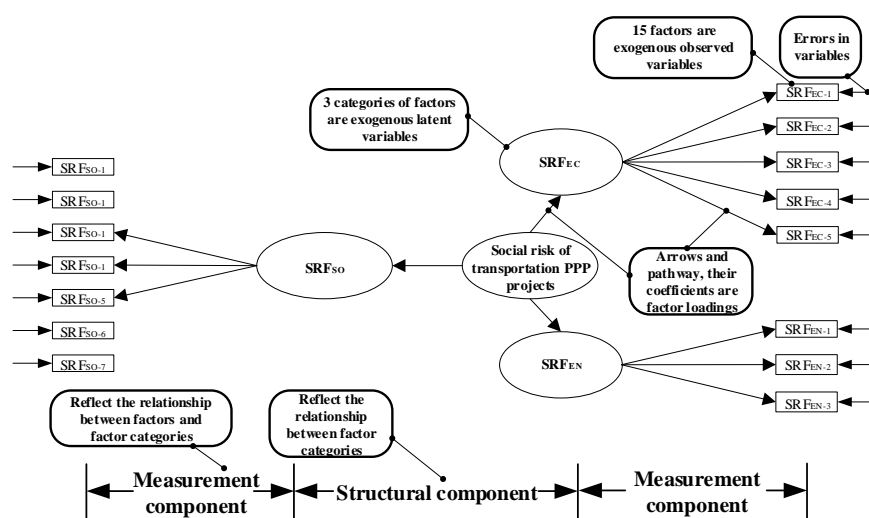 15 factors are
exogenous observed
variables
Errors in
variables
3 categories of factors
are exogenous latent
variables
SRFEC-1
SRFEC-2
SRFEC-3
SRFEC-4
SRFEC-5
SRFEC
SRFSO-1
SRFSO-1
SRFSO-1
SRFSO-1
SRFSO-5
SRFSO-6
SRFSO-7
SRFSO
Social risk of
transportation PPP
projects
Arrows and
pathway, their
coefficients are
factor loadings
SRFEN
SRFEN-1
SRFEN-2
SRFEN-3
Reflect the relationship
between factors and
factor categories
Reflect the
relationship
between factor
categories
Measurement
component
Structural component
Measurement
component